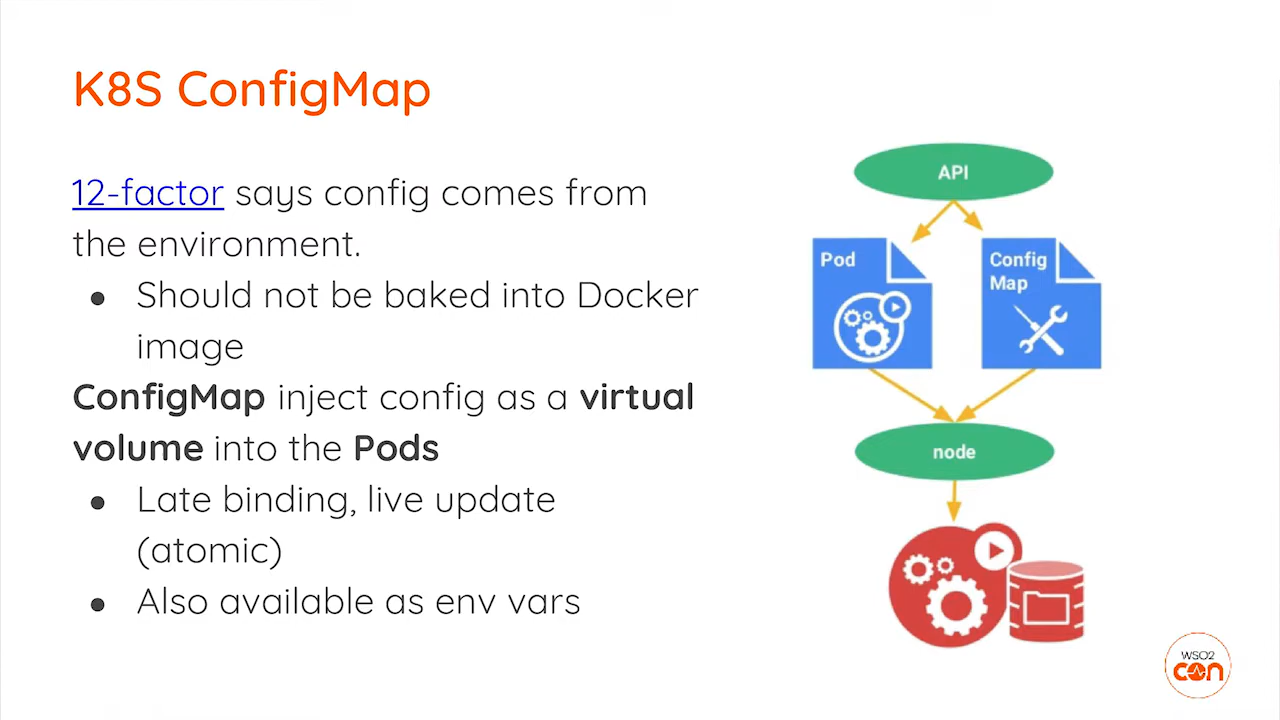 K8S ConfigMap
12-factor says config comes from
the environment.
● Should not be baked into Docker
image
ConfigMap inject config as a virtual
volume into the Pods
● Late binding, live update
(atomic)
● Also available as env vars
API
Pod
Config
Map
node
WSO2
con